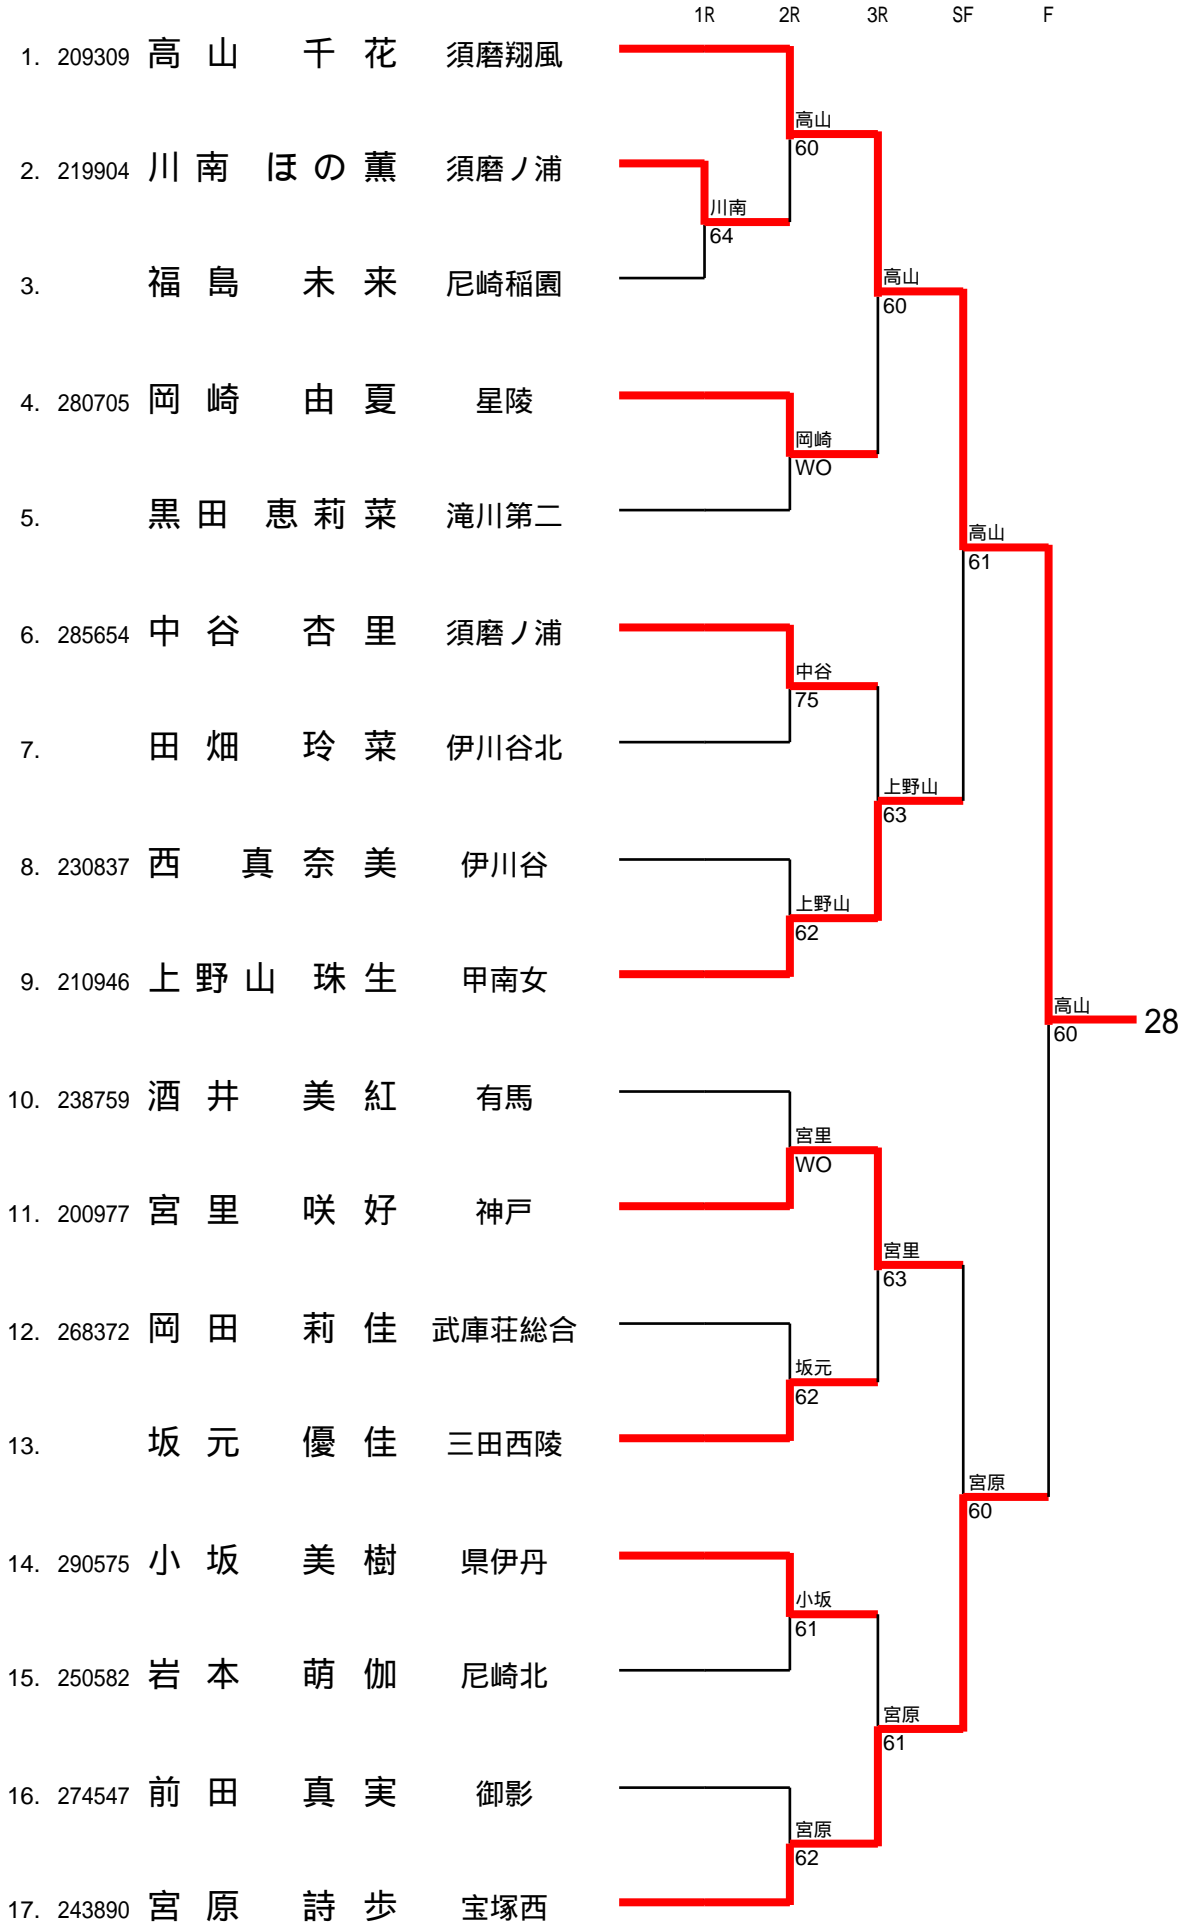 1R 2R 3R SF F
1. 209309 高山 千花 須磨翔風
高山
60
2. 219904 川南 ほの薫 須磨ノ浦
川南
64
3. 福島 未来 尼崎稲園
高山
60
4. 280705 岡崎 由夏 星陵
岡崎
WO
5. 黒田 恵莉菜 滝川第二
高山
61
6. 285654 中谷 杏里 須磨ノ浦
中谷
75
7. 田畑 玲菜 伊川谷北
上野山
63
8. 230837 西 真奈美 伊川谷
上野山
62
9. 210946 上野山 珠生 甲南女
高山
60
28
10. 238759 酒井 美紅 有馬
宮里
WO
11. 200977 宮里 咲好 神戸
宮里
63
12. 268372 岡田 莉佳 武庫荘総合
坂元
62
13. 坂元 優佳 三田西陵
宮原
60
14. 290575 小坂 美樹 県伊丹
小坂
61
15. 250582 岩本 萌伽 尼崎北
宮原
61
16. 274547 前田 真実 御影
宮原
62
17. 243890 宮原 詩歩 宝塚西